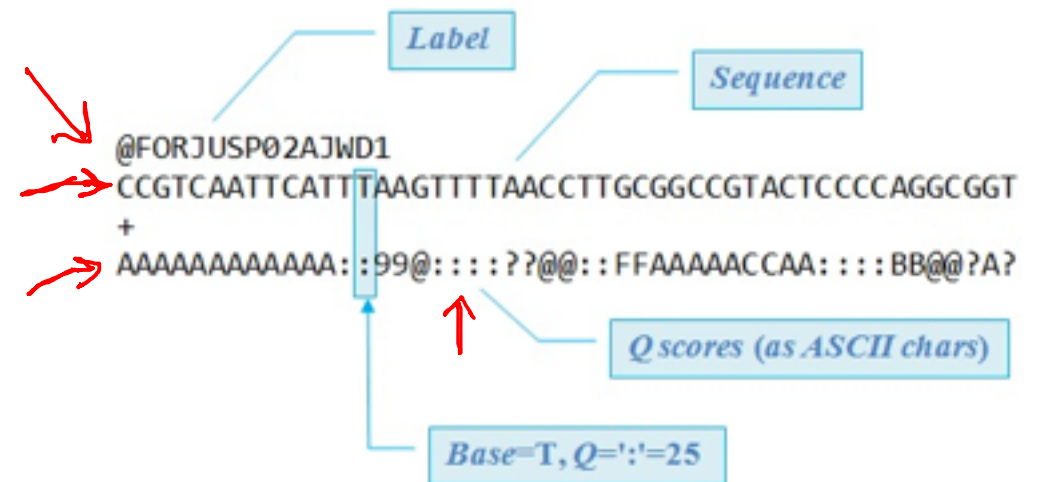 Label
Sequence
@FORJUSP02AJWD1
CCGTCAATTCATTTAAGTTTTAACCTTGCGGCCGTACTCCCCAGGCGGT
+
AAAAAAAAAAAA::99@::::??@@::FFAAAAACCAA::::BB@@?A?
Q scores (as ASCII chars)
Base=T, Q=':'=25